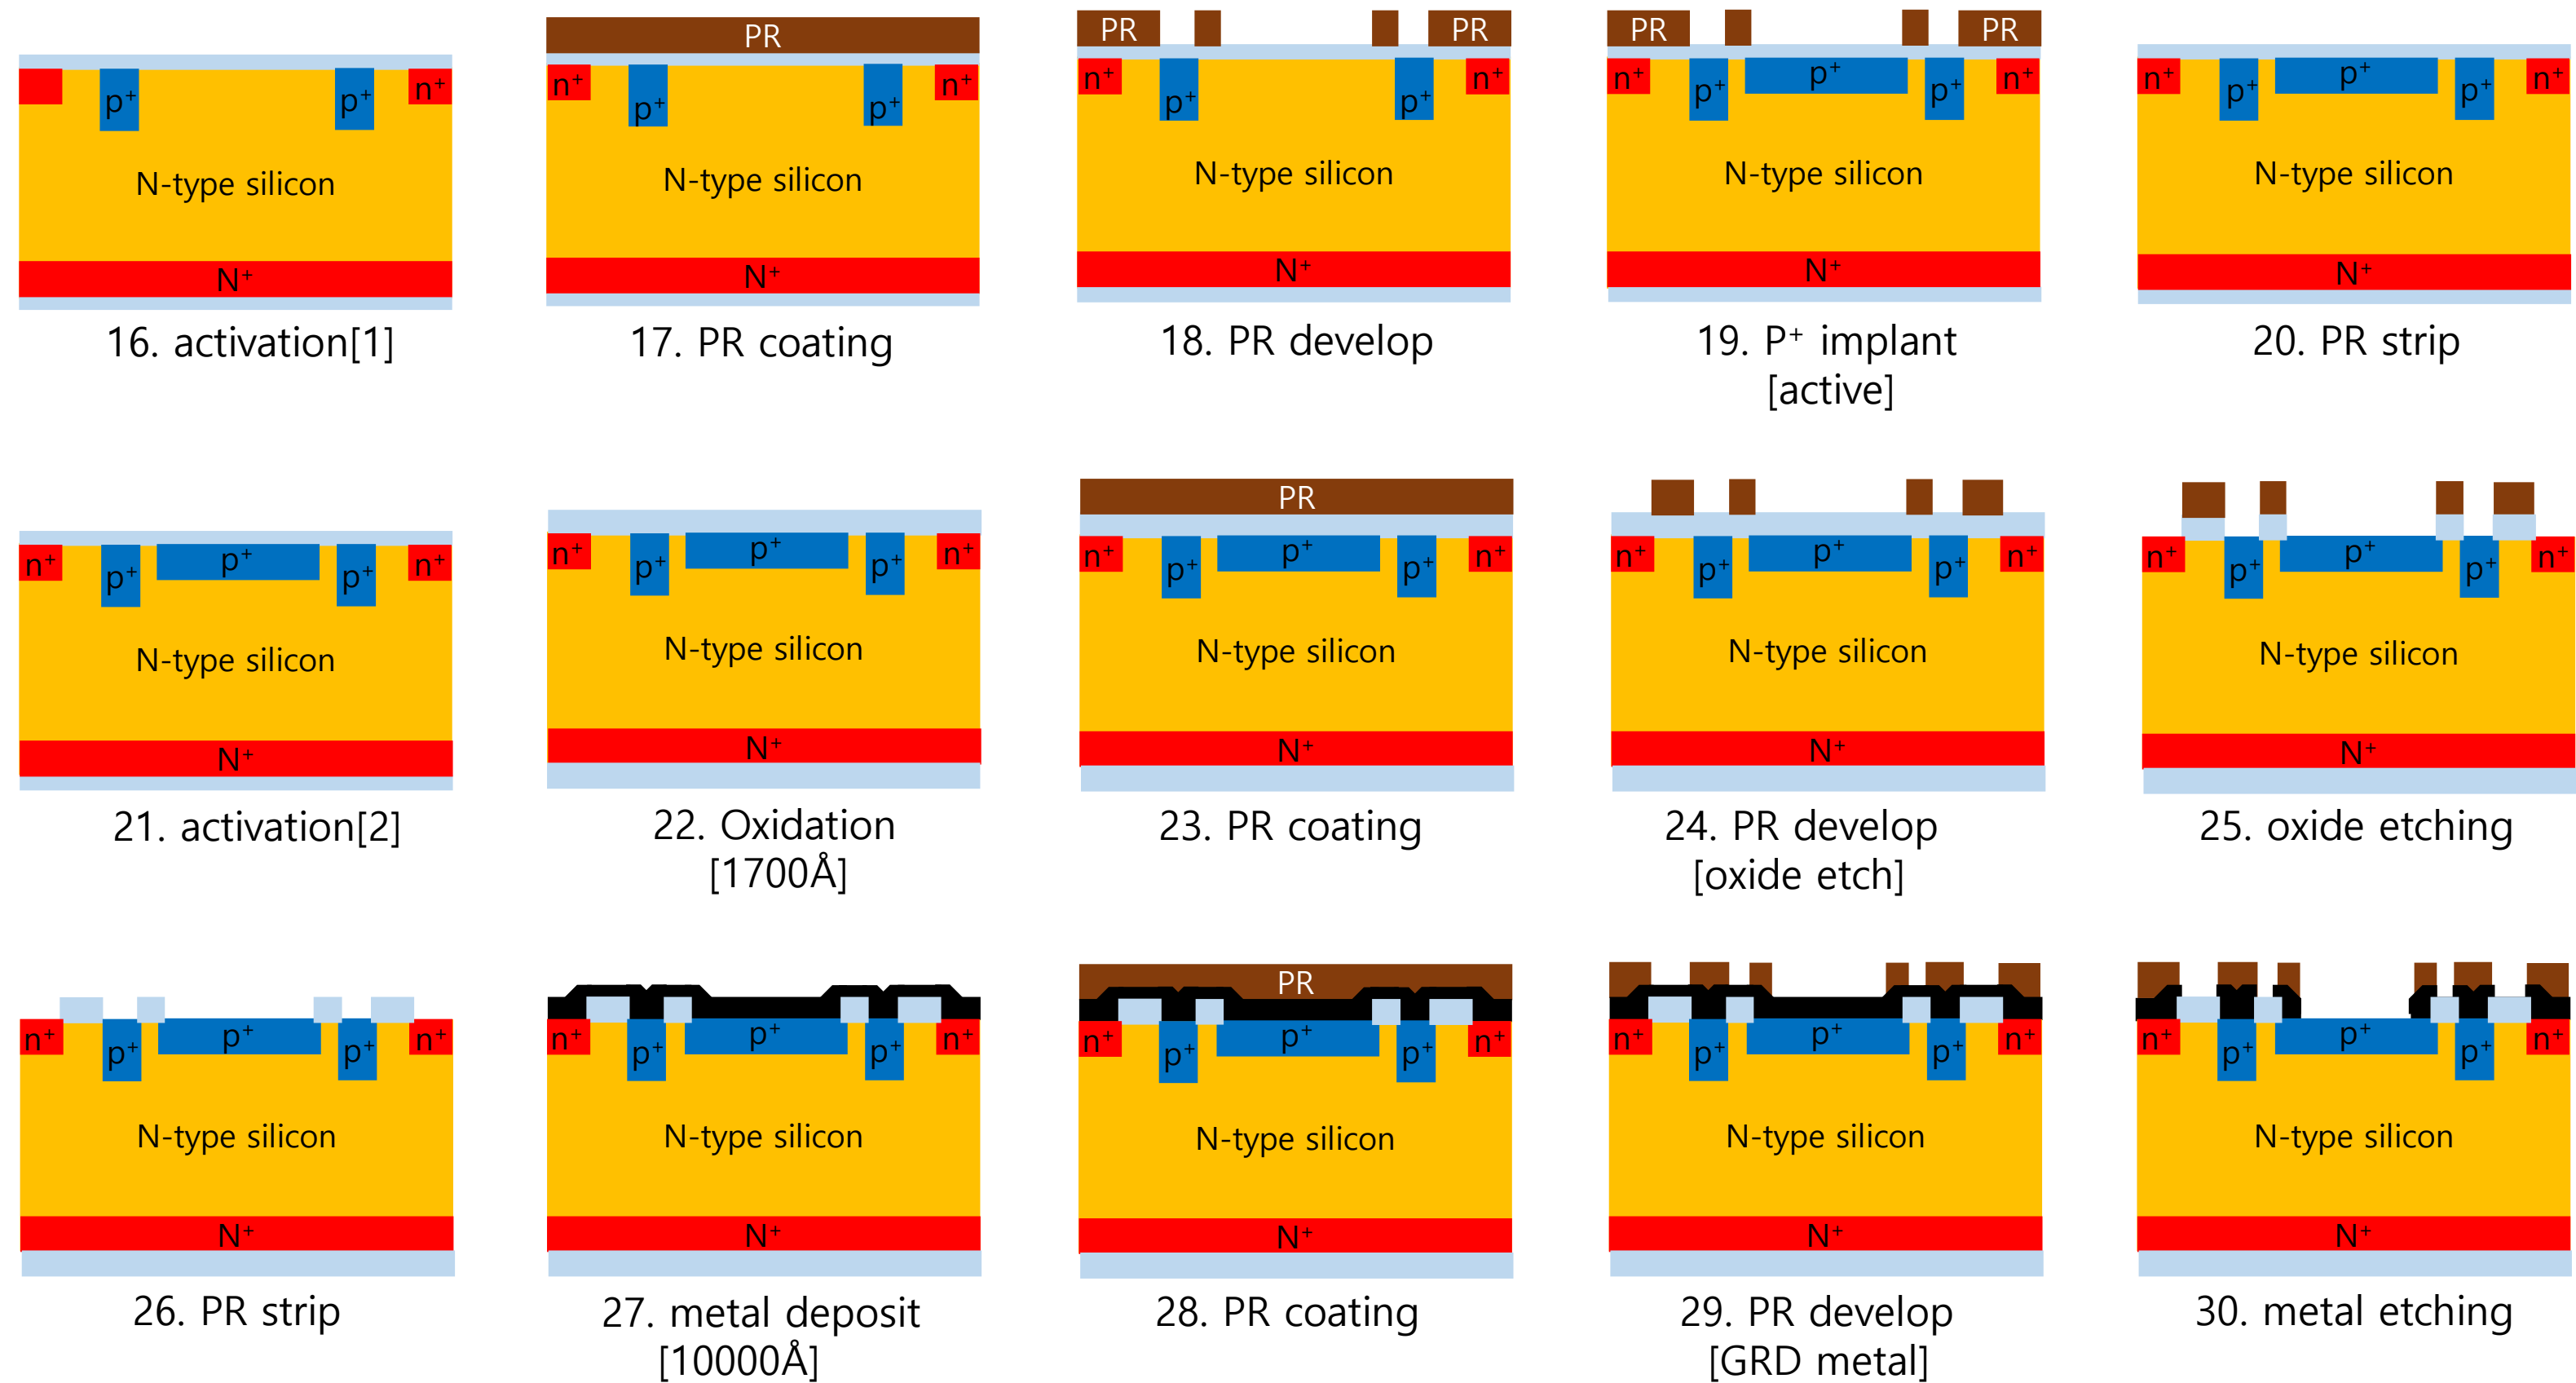 p⁺
p⁺
n⁺
N-type silicon
N⁺
16. activation[1]
PR
n⁺
p⁺
p⁺
n⁺
N-type silicon
N⁺
17. PR coating
PR
PR
n⁺
p⁺
p⁺
n⁺
N-type silicon
N⁺
18. PR develop
PR
PR
n⁺
p⁺
p⁺
p⁺
n⁺
N-type silicon
N⁺
19. P⁺ implant
[active]
n⁺
p⁺
p⁺
p⁺
n⁺
N-type silicon
N⁺
20. PR strip
n⁺
p⁺
p⁺
p⁺
n⁺
N-type silicon
N⁺
21. activation[2]
n⁺
p⁺
p⁺
p⁺
n⁺
N-type silicon
N⁺
22. Oxidation
[1700Å]
PR
n⁺
p⁺
p⁺
p⁺
n⁺
N-type silicon
N⁺
23. PR coating
n⁺
p⁺
p⁺
p⁺
n⁺
N-type silicon
N⁺
24. PR develop
[oxide etch]
n⁺
p⁺
p⁺
p⁺
n⁺
N-type silicon
N⁺
25. oxide etching
n⁺
p⁺
p⁺
p⁺
n⁺
N-type silicon
N⁺
26. PR strip
n⁺
p⁺
p⁺
p⁺
n⁺
N-type silicon
N⁺
27. metal deposit
[10000Å]
PR
n⁺
p⁺
p⁺
p⁺
n⁺
N-type silicon
N⁺
28. PR coating
n⁺
p⁺
p⁺
p⁺
n⁺
N-type silicon
N⁺
29. PR develop
[GRD metal]
n⁺
p⁺
p⁺
p⁺
n⁺
N-type silicon
N⁺
30. metal etching